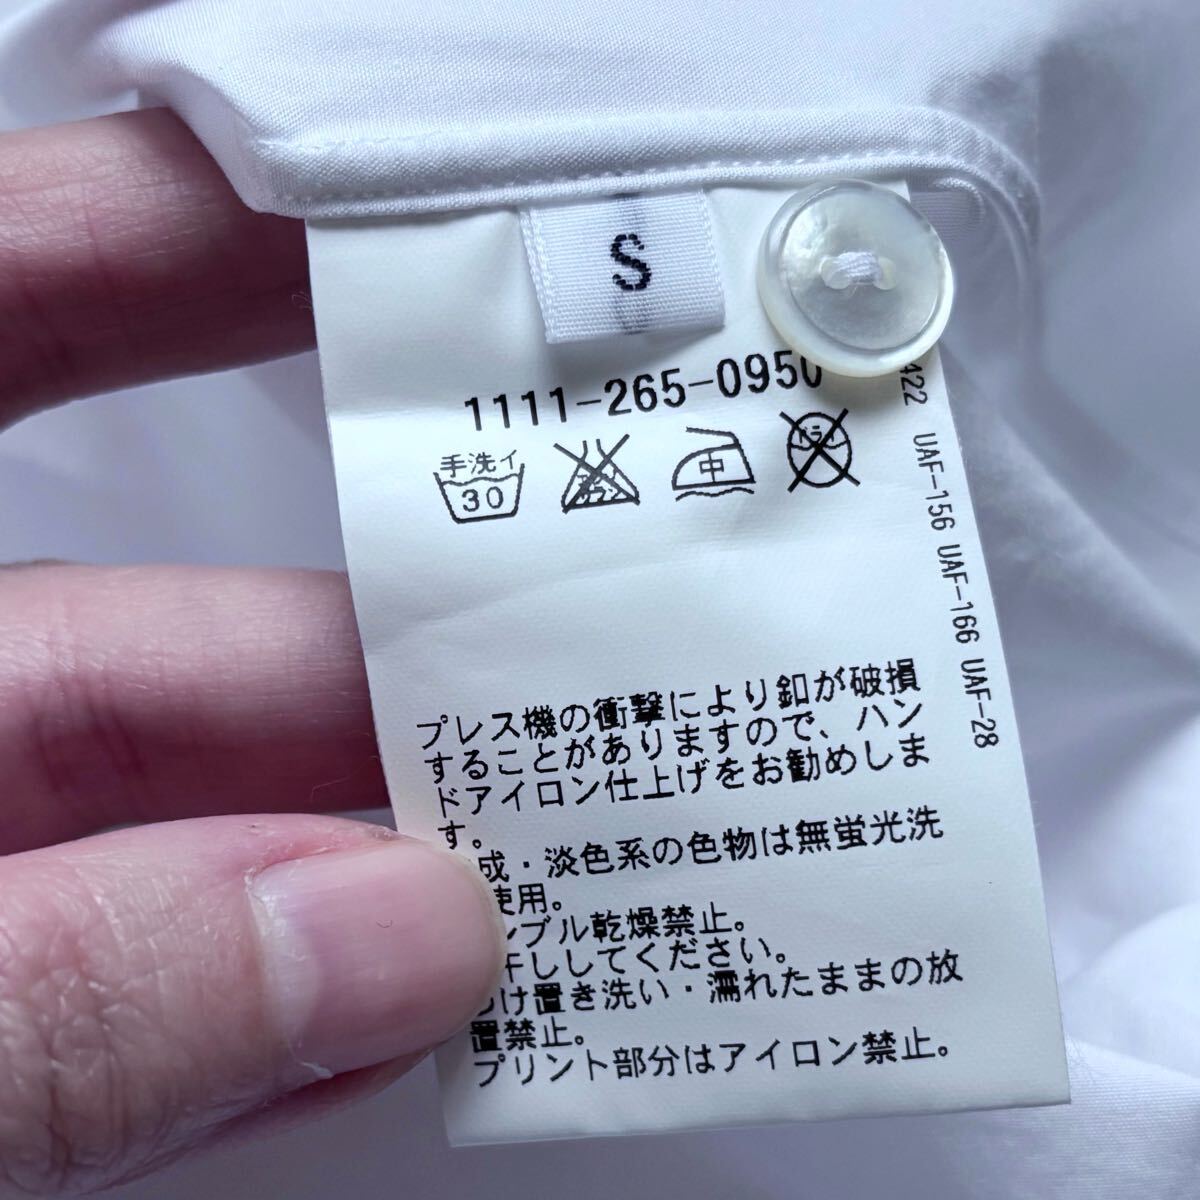 S
1111-265-0950
手洗イ
30
中
422 UAF-156 UAF-166 UAF-28
プレス機の衝撃により釦が破損
することがありますので、ハン
ドアイロン仕上げをお勧めしま
す。
成・淡色系の色物は無蛍光洗
使用。
ンブル乾燥禁止。
干ししてください。
け置き洗い・濡れたままの放
置禁止。
プリント部分はアイロン禁止。